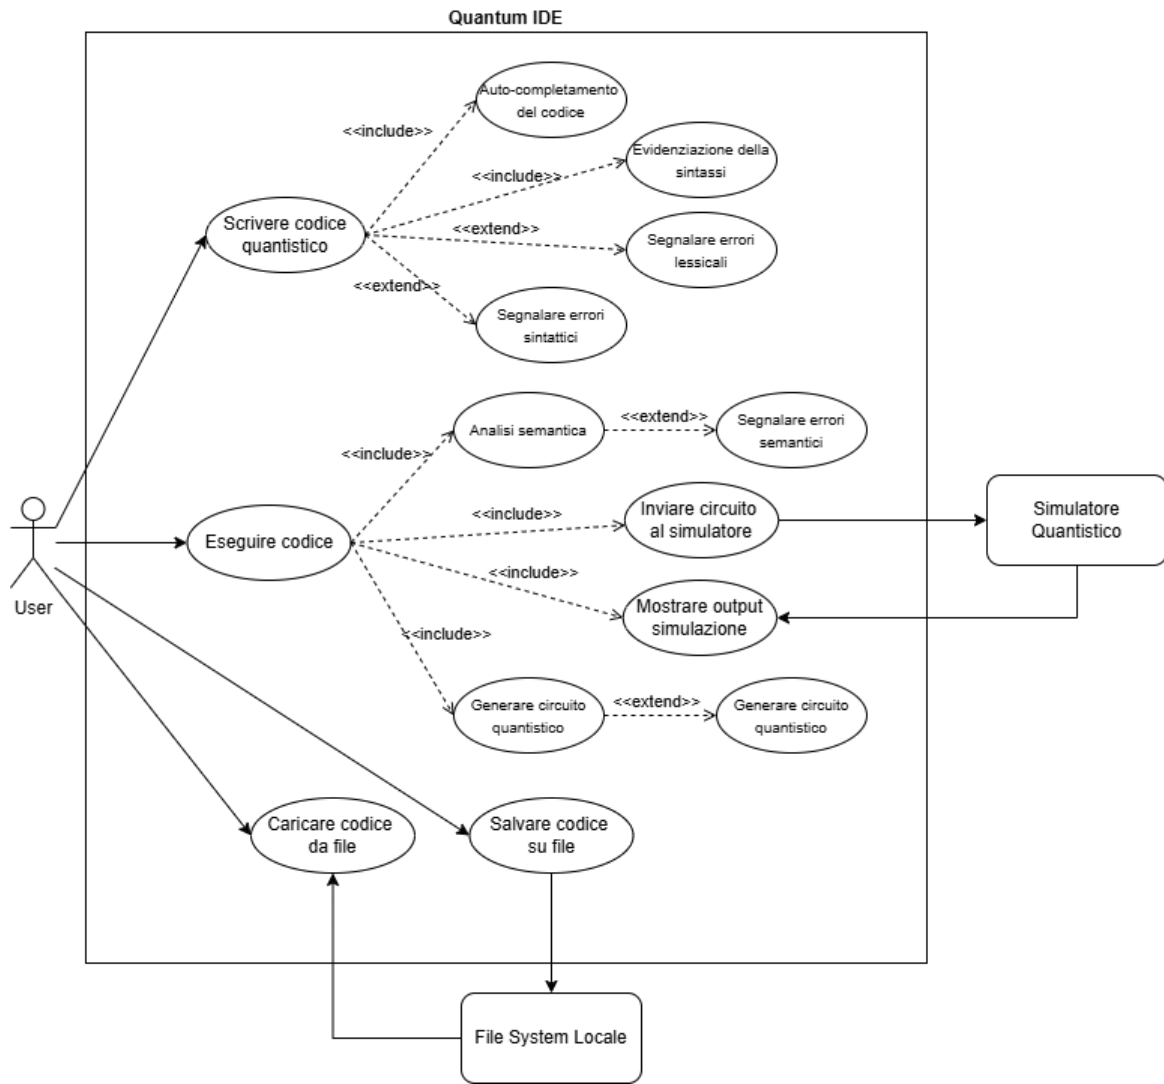 Quantum IDE
Auto-completamento
del codice
<<include>>
Evidenziazione della
sintassi
<<include>>
Scrivere codice
quantistico
<<extend>>
Segnalare errori
lessicali
<<extend>>
Segnalare errori
sintattici
Analisi semantica
<<extend>>
Segnalare errori
semantici
<<include>>
Inviare circuito
al simulatore
Simulatore
Quantistico
<<include>>
Eseguire codice
<<include>>
Mostrare output
simulazione
User
<<include>>
Generare circuito
quantistico
<<extend>>
Generare circuito
quantistico
Caricare codice
da file
Salvare codice
su file
File System Locale